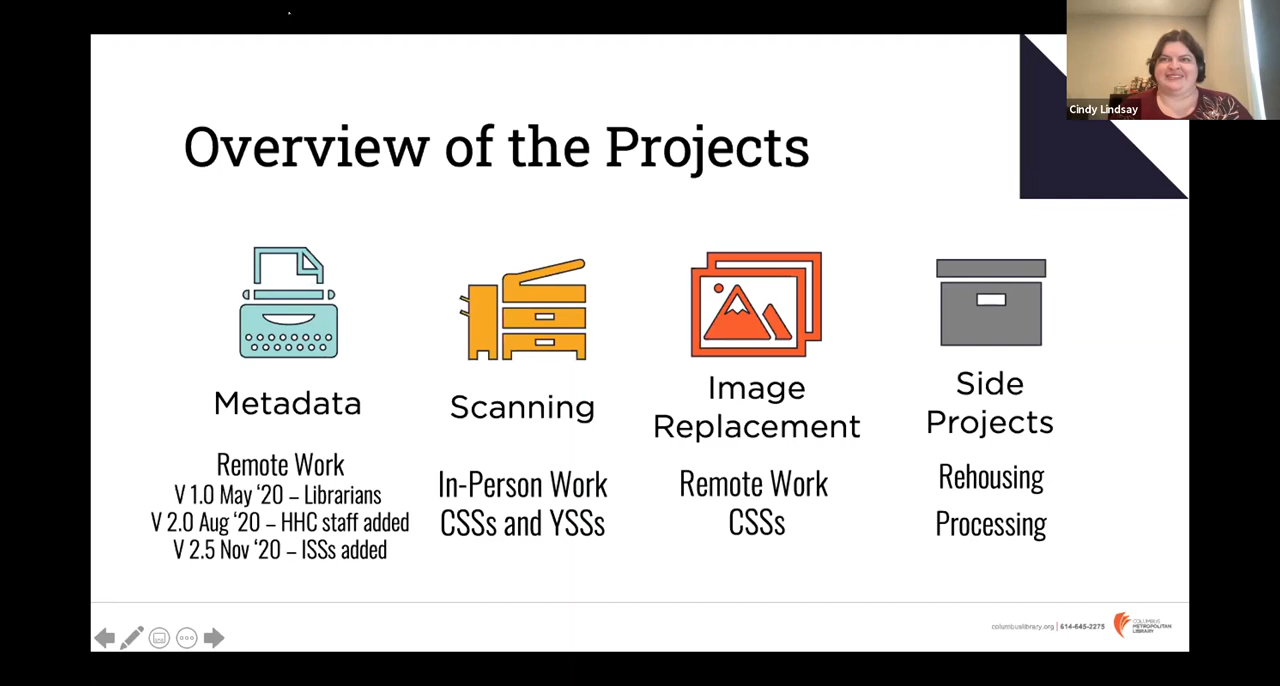 Cindy Lindsay
Overview of the Projects
Metadata
Remote Work
V 1.0 May ‘20 – Librarians
V 2.0 Aug ‘20 – HHC staff added
V 2.5 Nov ‘20 – ISSs added
Scanning
In-Person Work
CSSs and YSSs
Image
Replacement
Remote Work
CSSs
Side
Projects
Rehousing
Processing
columbuslibrary.org | 614-645-2275
COLUMBUS
METROPOLITAN
LIBRARY